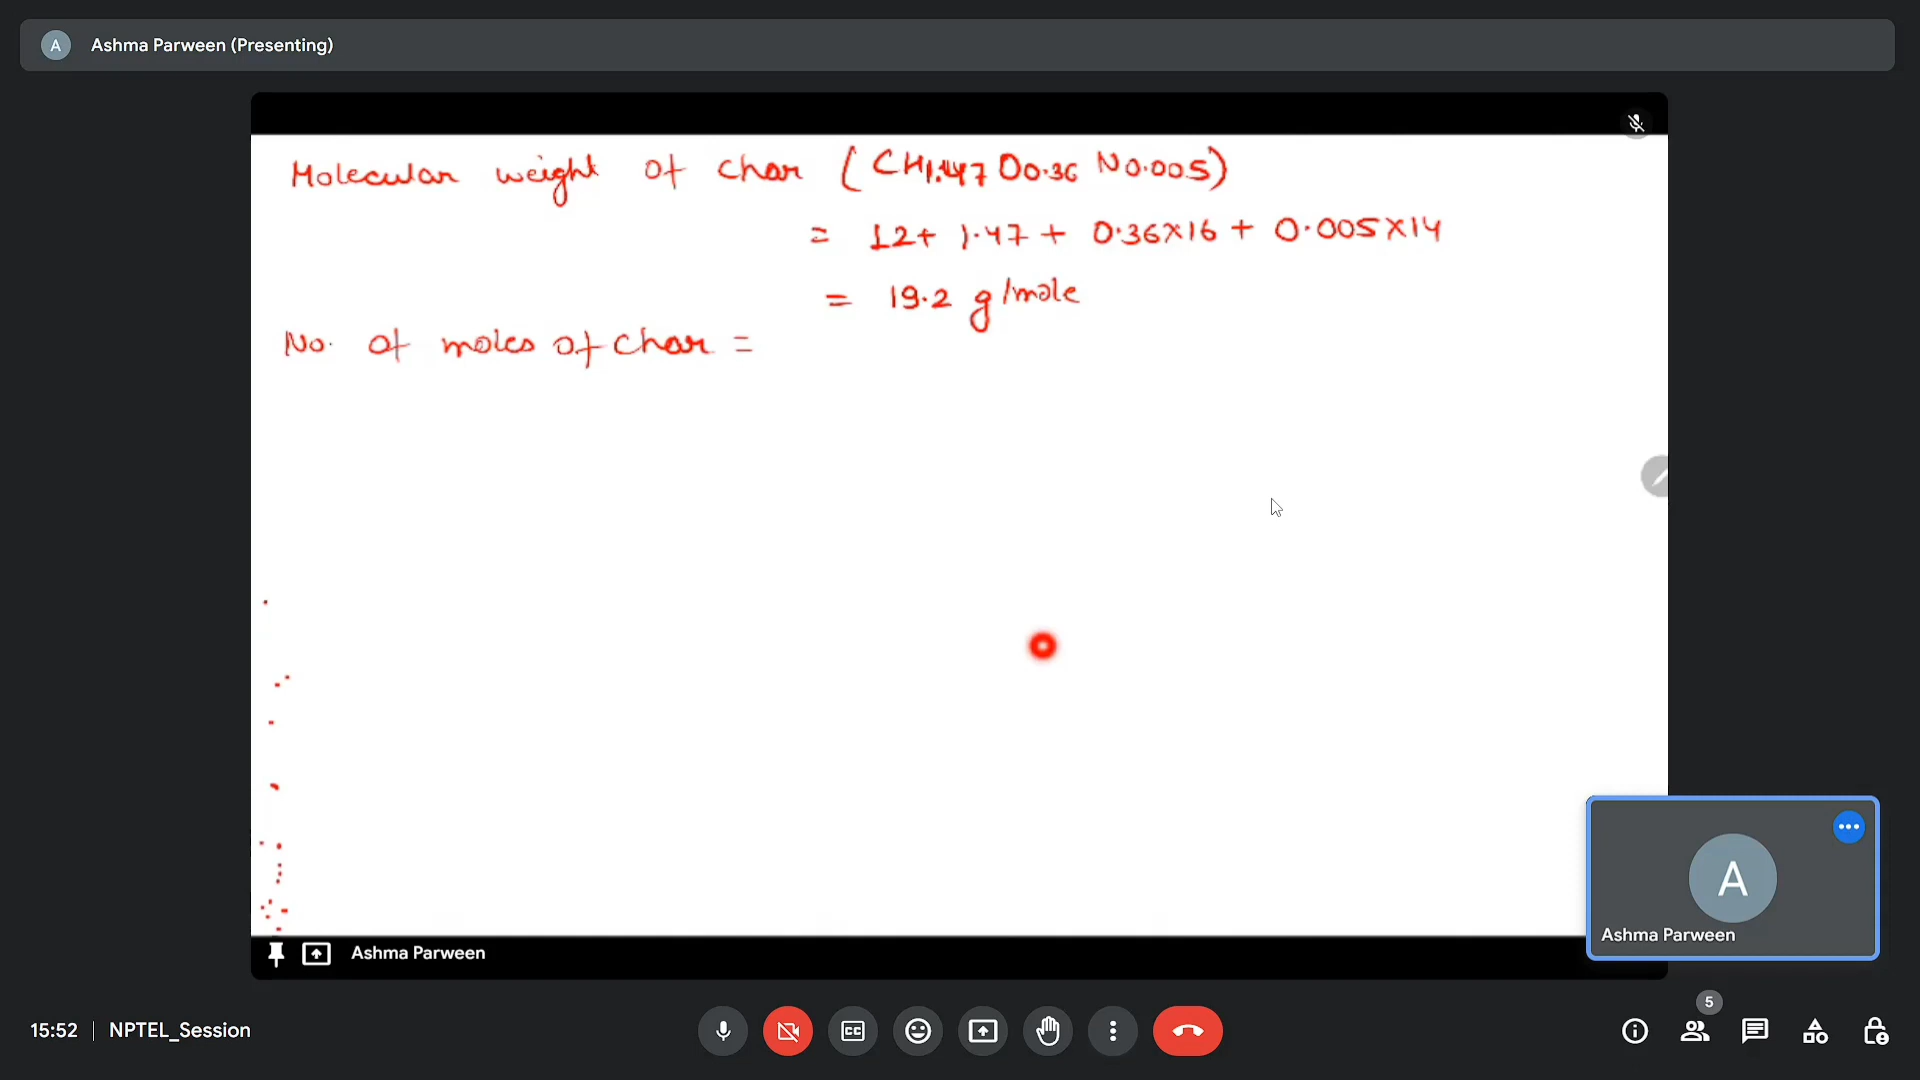 A Ashma Parween (Presenting)
Molecular weight of char (CH1.47 O0.36 N0.005)
= 12+ 1.47 + 0.36X16 + 0.005X14
= 19.2 g/mole
No. of moles of char =
A
Ashma Parween
Ashma Parween
5
15:52 | NPTEL_Session
CC